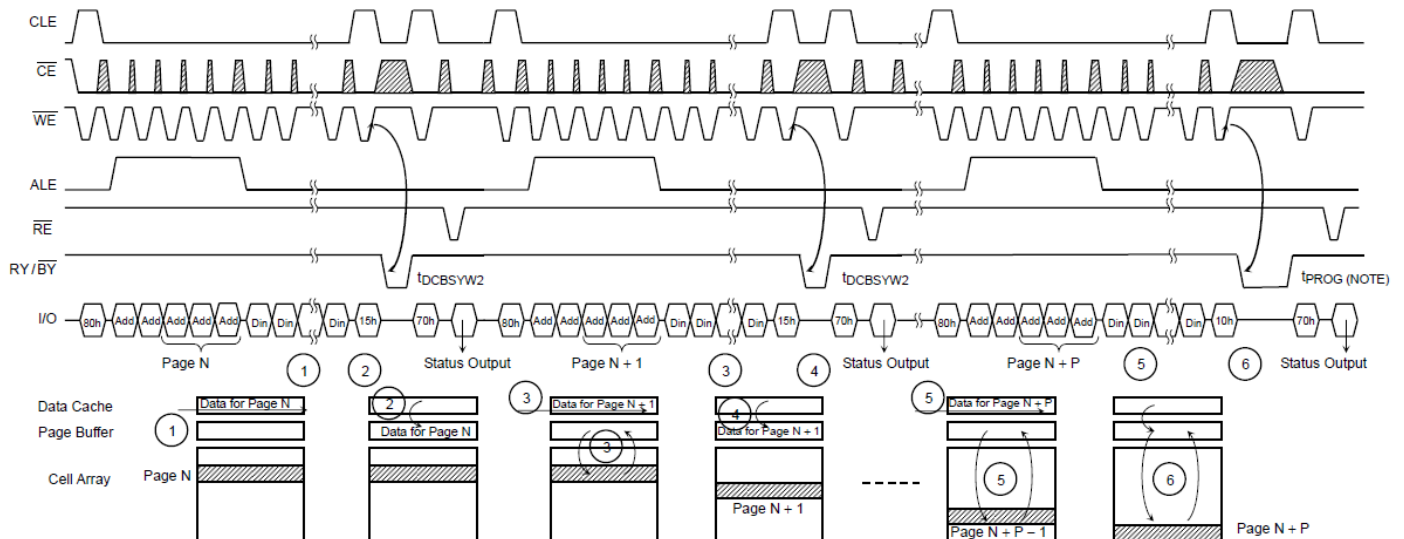 CLE
CE
WE
ALE
RE
RY/BY
tDCBSYW2 tDCBSYW2 tPROG (NOTE)
I/O 80h Add Add Add Add Add Din Din Din 15h 70h 80h Add Add Add Add Add Din Din Din 15h 70h 80h Add Add Add Add Add Din Din Din 10h 70h
Page N Status Output Page N + 1 Status Output Page N + P Status Output
1 2 3 4 5 6
Data Cache Data for Page N 2 3 Data for Page N + 1 4 5 Data for Page N + P
Page Buffer 1 Data for Page N Data for Page N + 1
3
Cell Array Page N 5 6
Page N + 1
Page N + P – 1 Page N + P